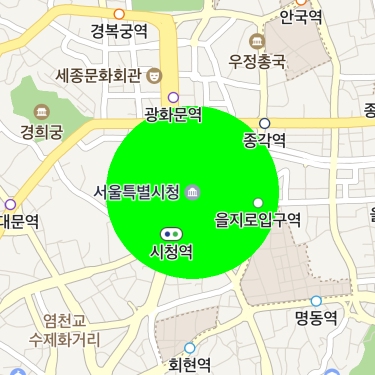 안국역
경복궁역
우정총국
세종문화회관
광화문역
경희궁
종각역
서울특별시청
대문역
을지로입구역
시청역
염천교
수제화거리
명동역
회현역